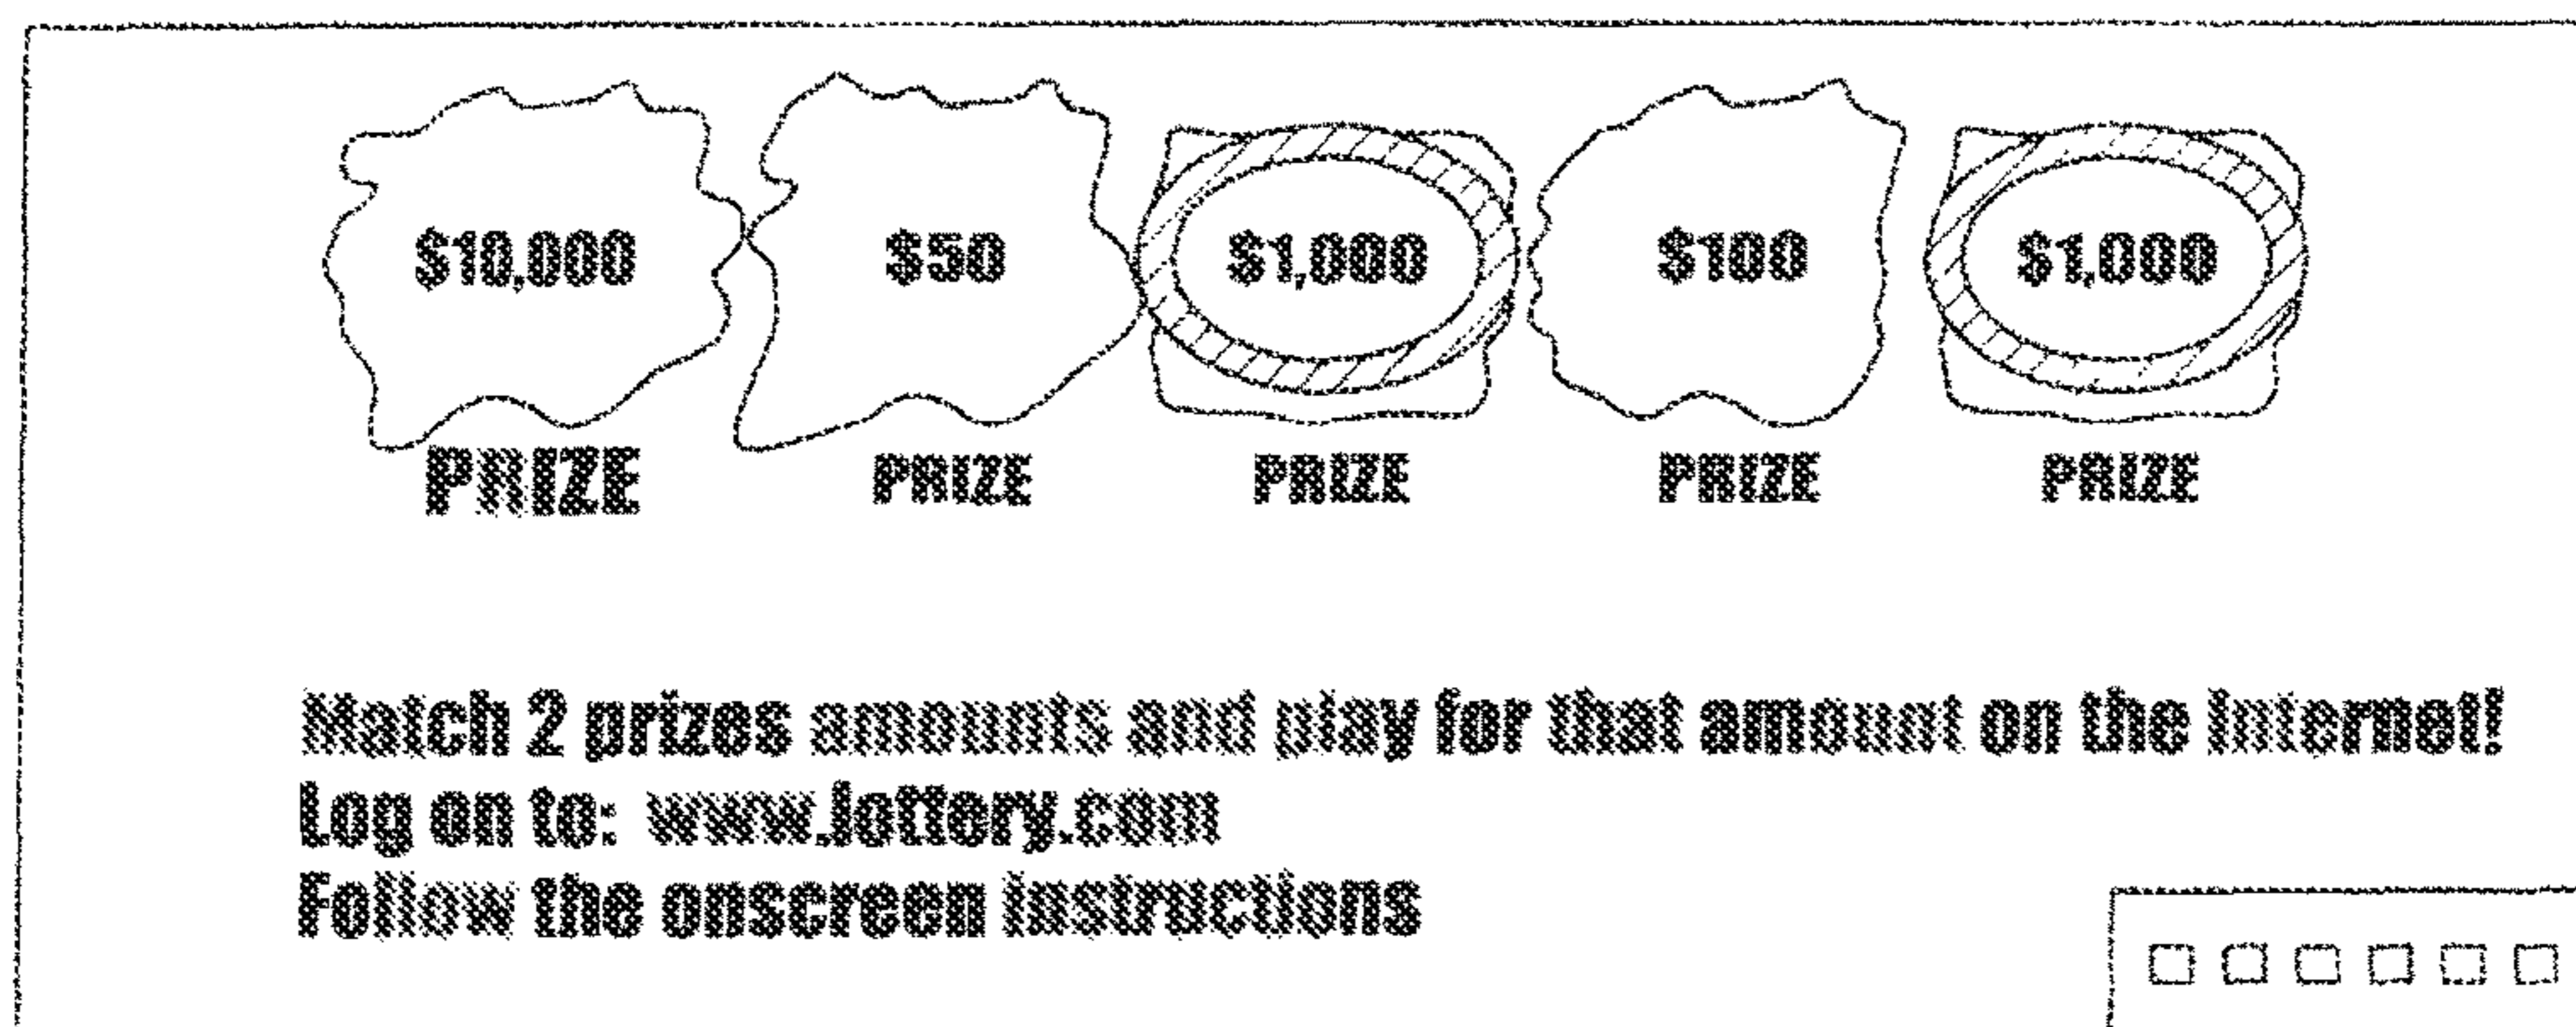 $10,000 $50 $1,000 $100 $1,000
PRIZE PRIZE PRIZE PRIZE PRIZE
Match 2 prizes amounts and play for that amount on the internet!
Log on to: www.lottery.com
Follow the onscreen instructions